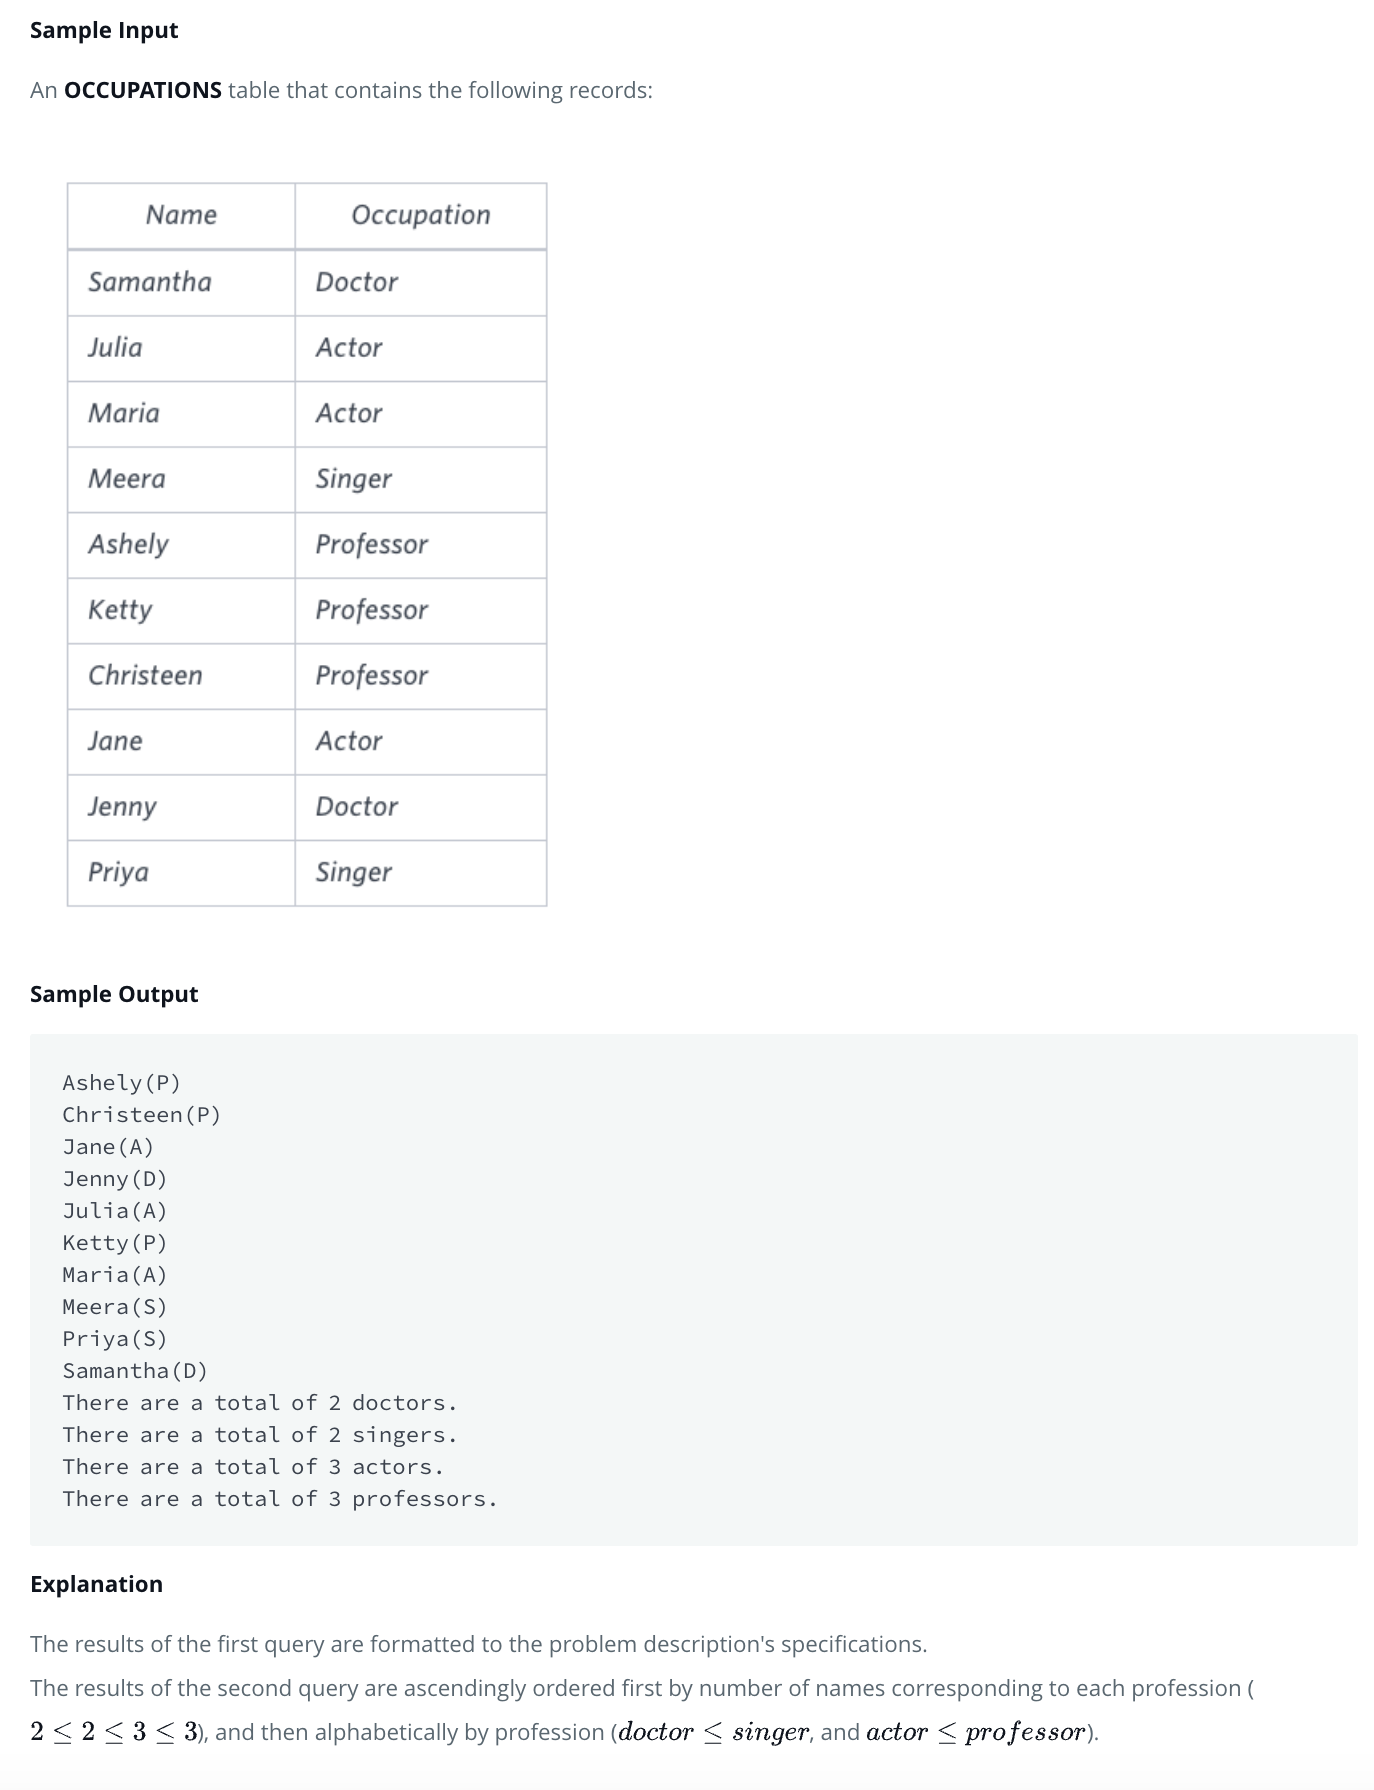 Sample Input
An OCCUPATIONS table that contains the following records:
Name Occupation
Samantha Doctor
Julia Actor
Maria Actor
Meera Singer
Ashely Professor
Ketty Professor
Christeen Professor
Jane Actor
Jenny Doctor
Priya Singer
Sample Output
Ashely(P)
Christeen(P)
Jane(A)
Jenny(D)
Julia(A)
Ketty(P)
Maria(A)
Meera(S)
Priya(S)
Samantha(D)
There are a total of 2 doctors.
There are a total of 2 singers.
There are a total of 3 actors.
There are a total of 3 professors.
Explanation
The results of the first query are formatted to the problem description's specifications.
The results of the second query are ascendingly ordered first by number of names corresponding to each profession (
2 ≤ 2 ≤ 3 ≤ 3), and then alphabetically by profession (doctor ≤ singer, and actor ≤ professor).